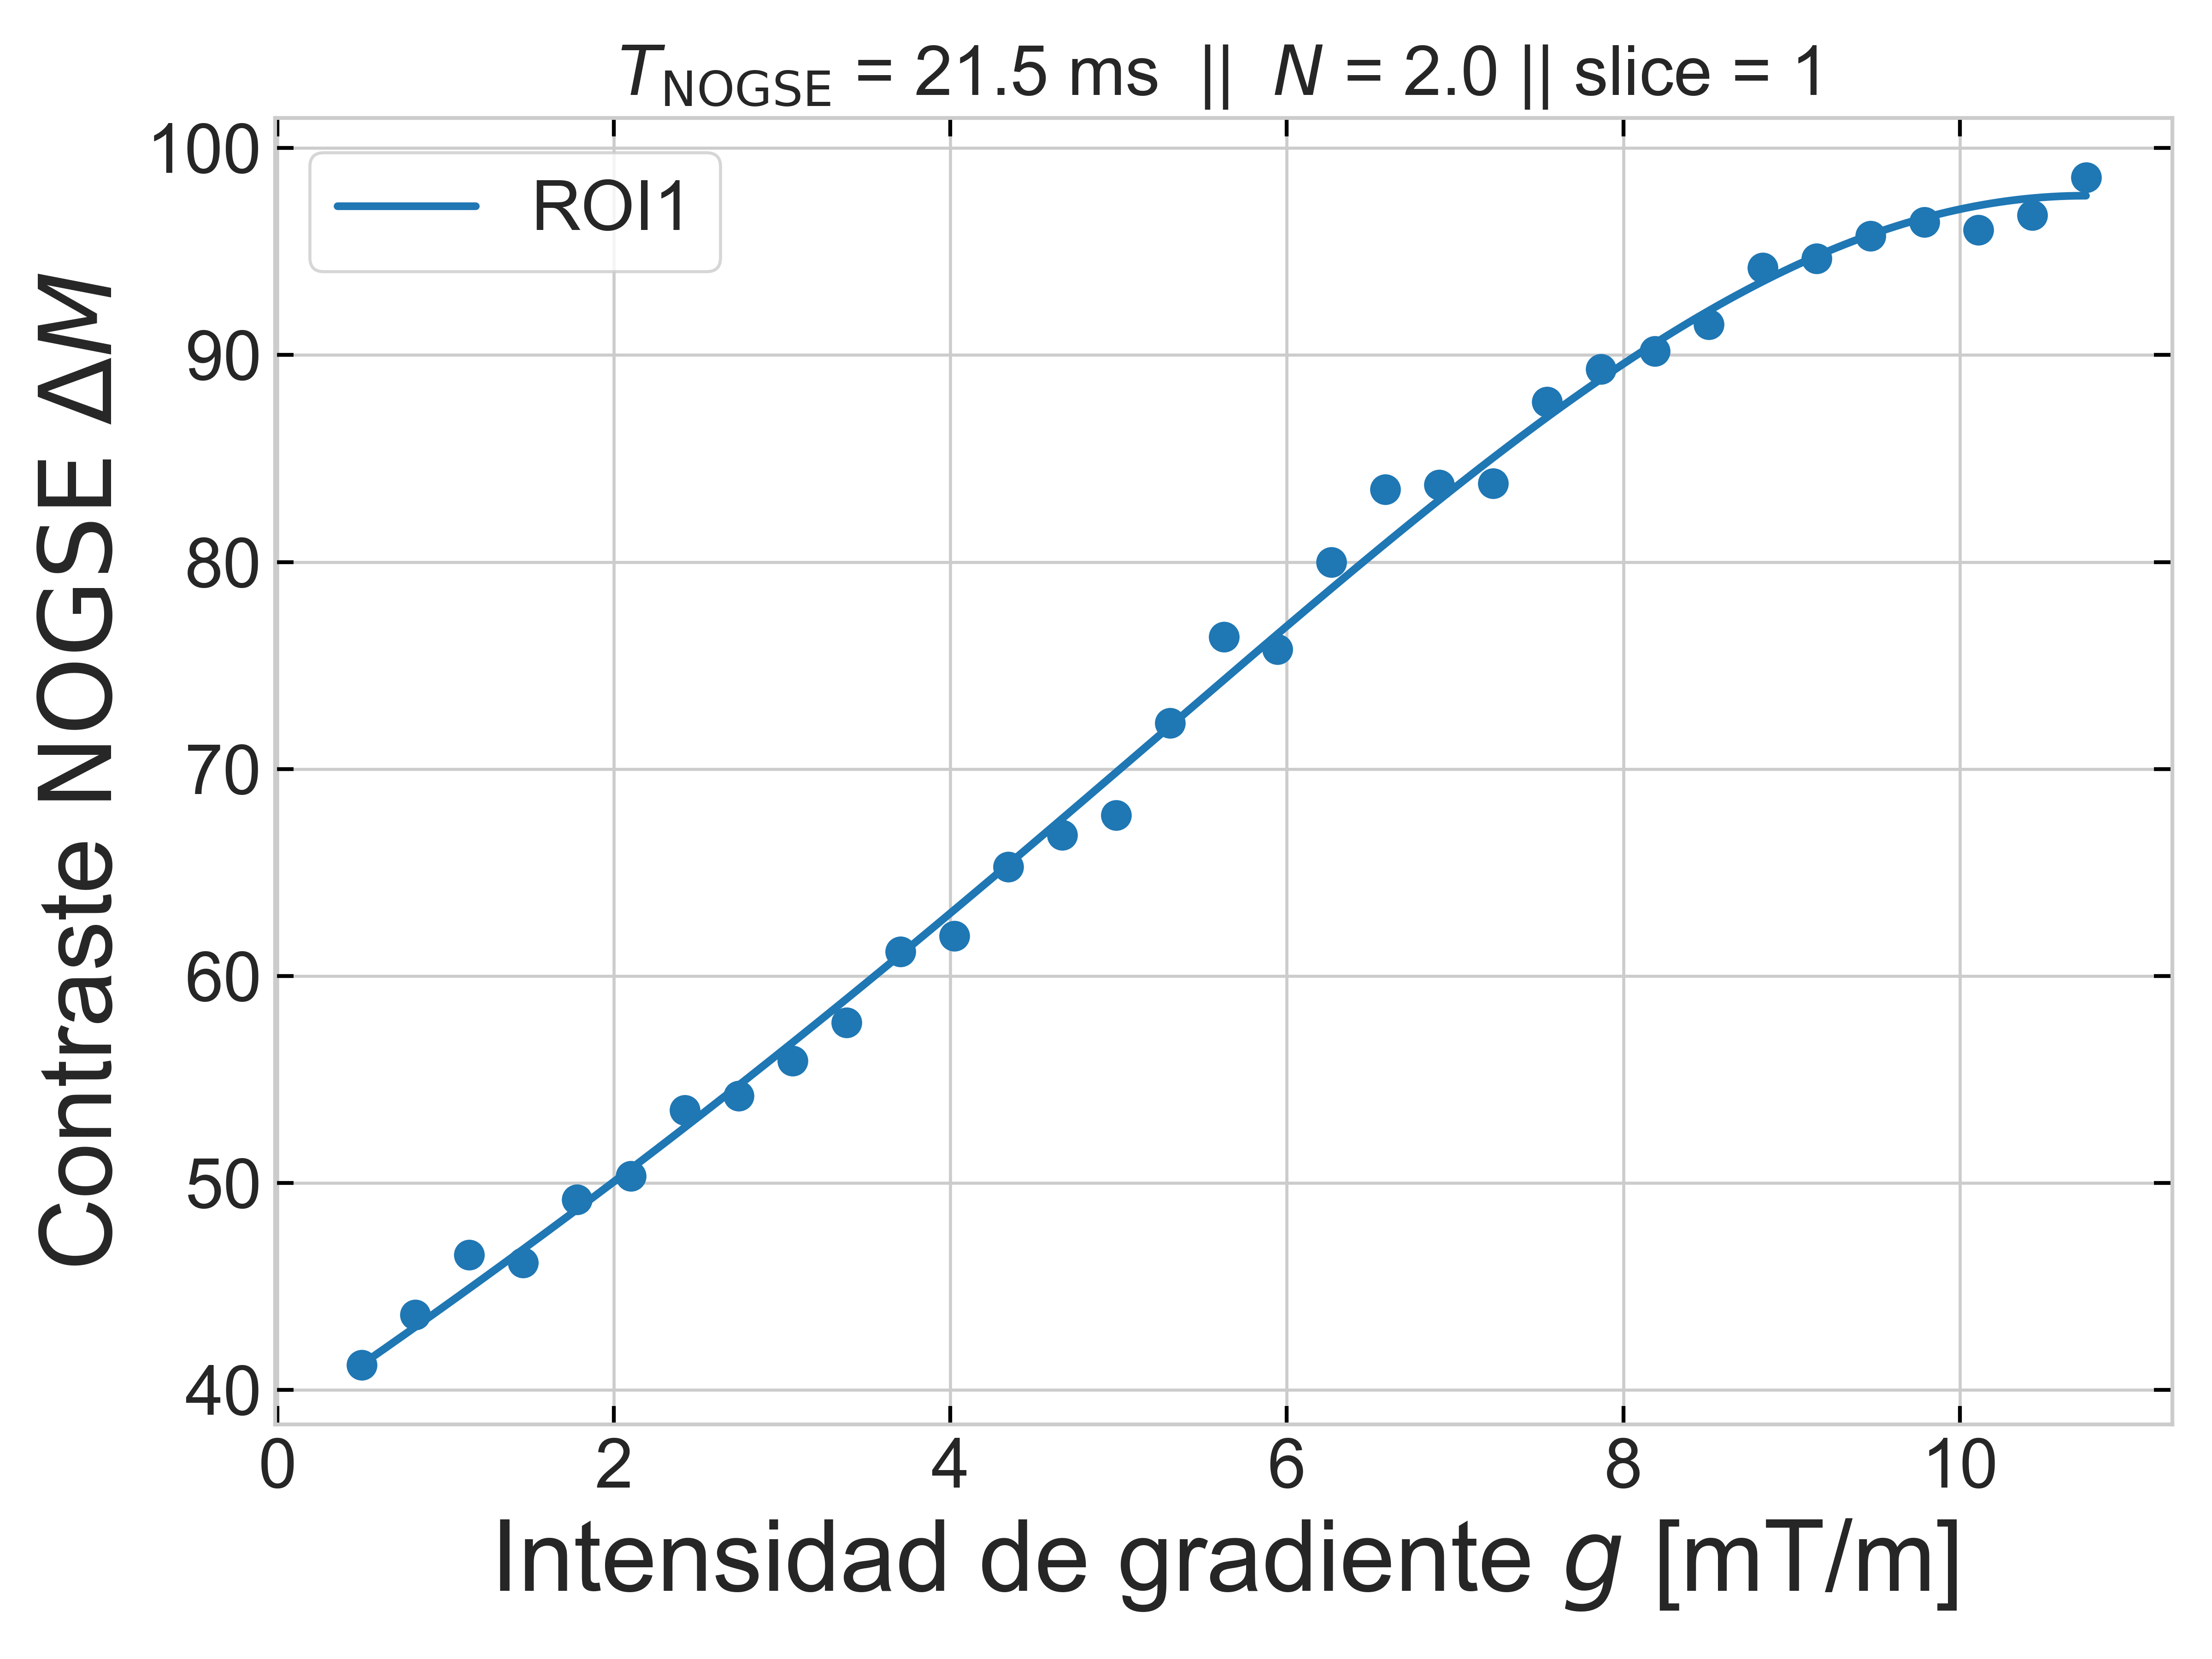 T_NOGSE = 21.5 ms || N = 2.0 || slice = 1
ROI1
Contraste NOGSE ΔM
100
90
80
70
60
50
40
0 2 4 6 8 10
Intensidad de gradiente g [mT/m]